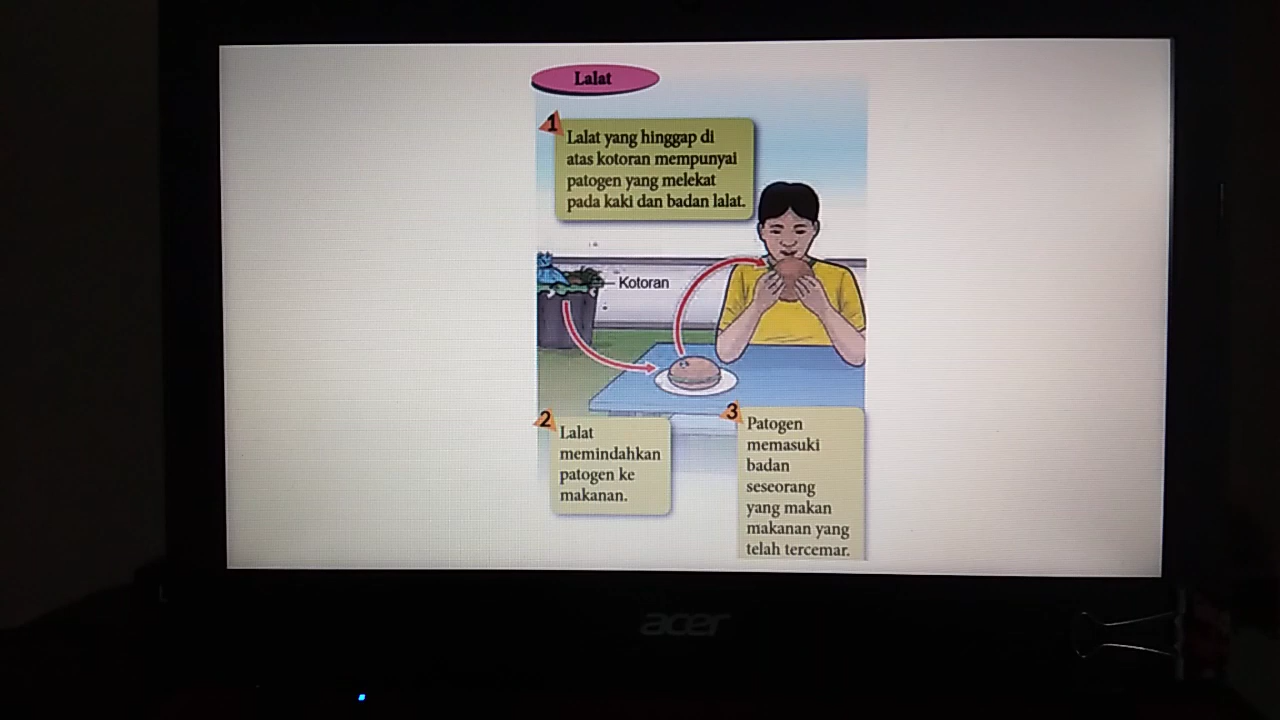 Lalat
1
Lalat yang hinggap di
atas kotoran mempunyai
patogen yang melekat
pada kaki dan badan lalat.
Kotoran
2
Lalat
memindahkan
patogen ke
makanan.
3
Patogen
memasuki
badan
seseorang
yang makan
makanan yang
telah tercemar.
acer